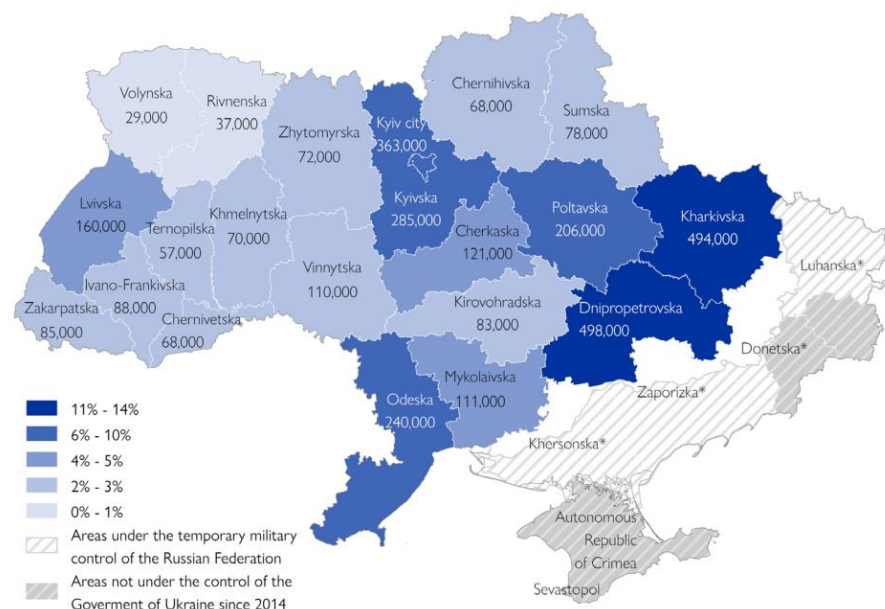 Volynska
29,000
Rivnenska
37,000
Zhytomyrska
72,000
Kyiv city
363,000
Chernihivska
68,000
Sumska
78,000
Lvivska
160,000
Ternopilska
57,000
Khmelnytska
70,000
Kyivska
285,000
Cherkaska
121,000
Poltavska
206,000
Kharkivska
494,000
Luhanska*
Zakarpatska
85,000
Ivano-Frankivska
88,000
Chernivetska
68,000
Vinnytska
110,000
Kirovohradska
83,000
Dnipropetrovska
498,000
Donetska*
Odeska
240,000
Mykolaivska
111,000
Zaporizka*
Khersonska*
Autonomous
Republic
of Crimea
Sevastopol
11% - 14%
6% - 10%
4% - 5%
2% - 3%
0% - 1%
Areas under the temporary military
control of the Russian Federation
Areas not under the control of the
Goverment of Ukraine since 2014